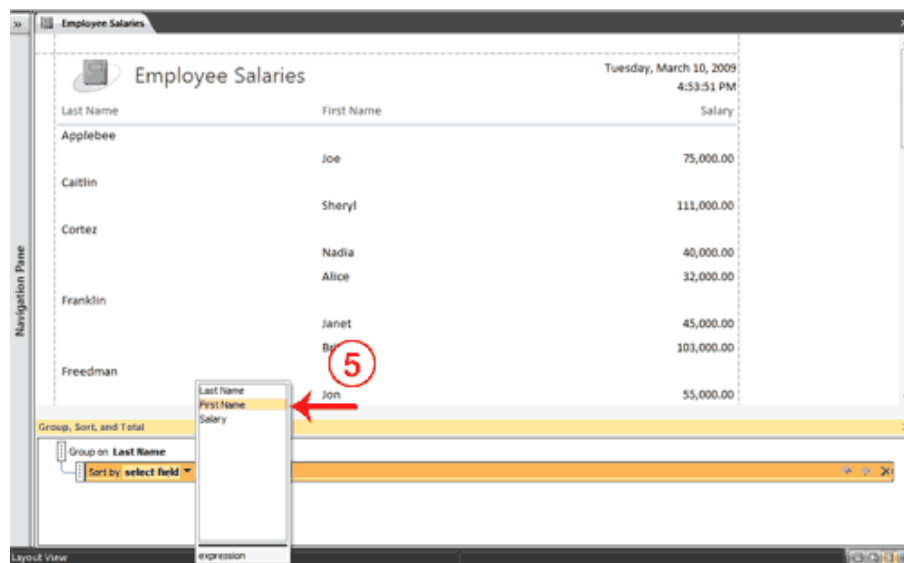 » Employee Salaries
Employee Salaries
Tuesday, March 10, 2009
4:53:51 PM
Last Name First Name Salary
Applebee
Joe 75,000.00
Caitlin
Sheryl 111,000.00
Cortez
Nadia 40,000.00
Alice 32,000.00
Franklin
Janet 45,000.00
103,000.00
Freedman
Jon 55,000.00
5
Navigation Pane
Last Name
First Name
Salary
expression
Group, Sort, and Total
Group on Last Name
Sort by select field
Layout View